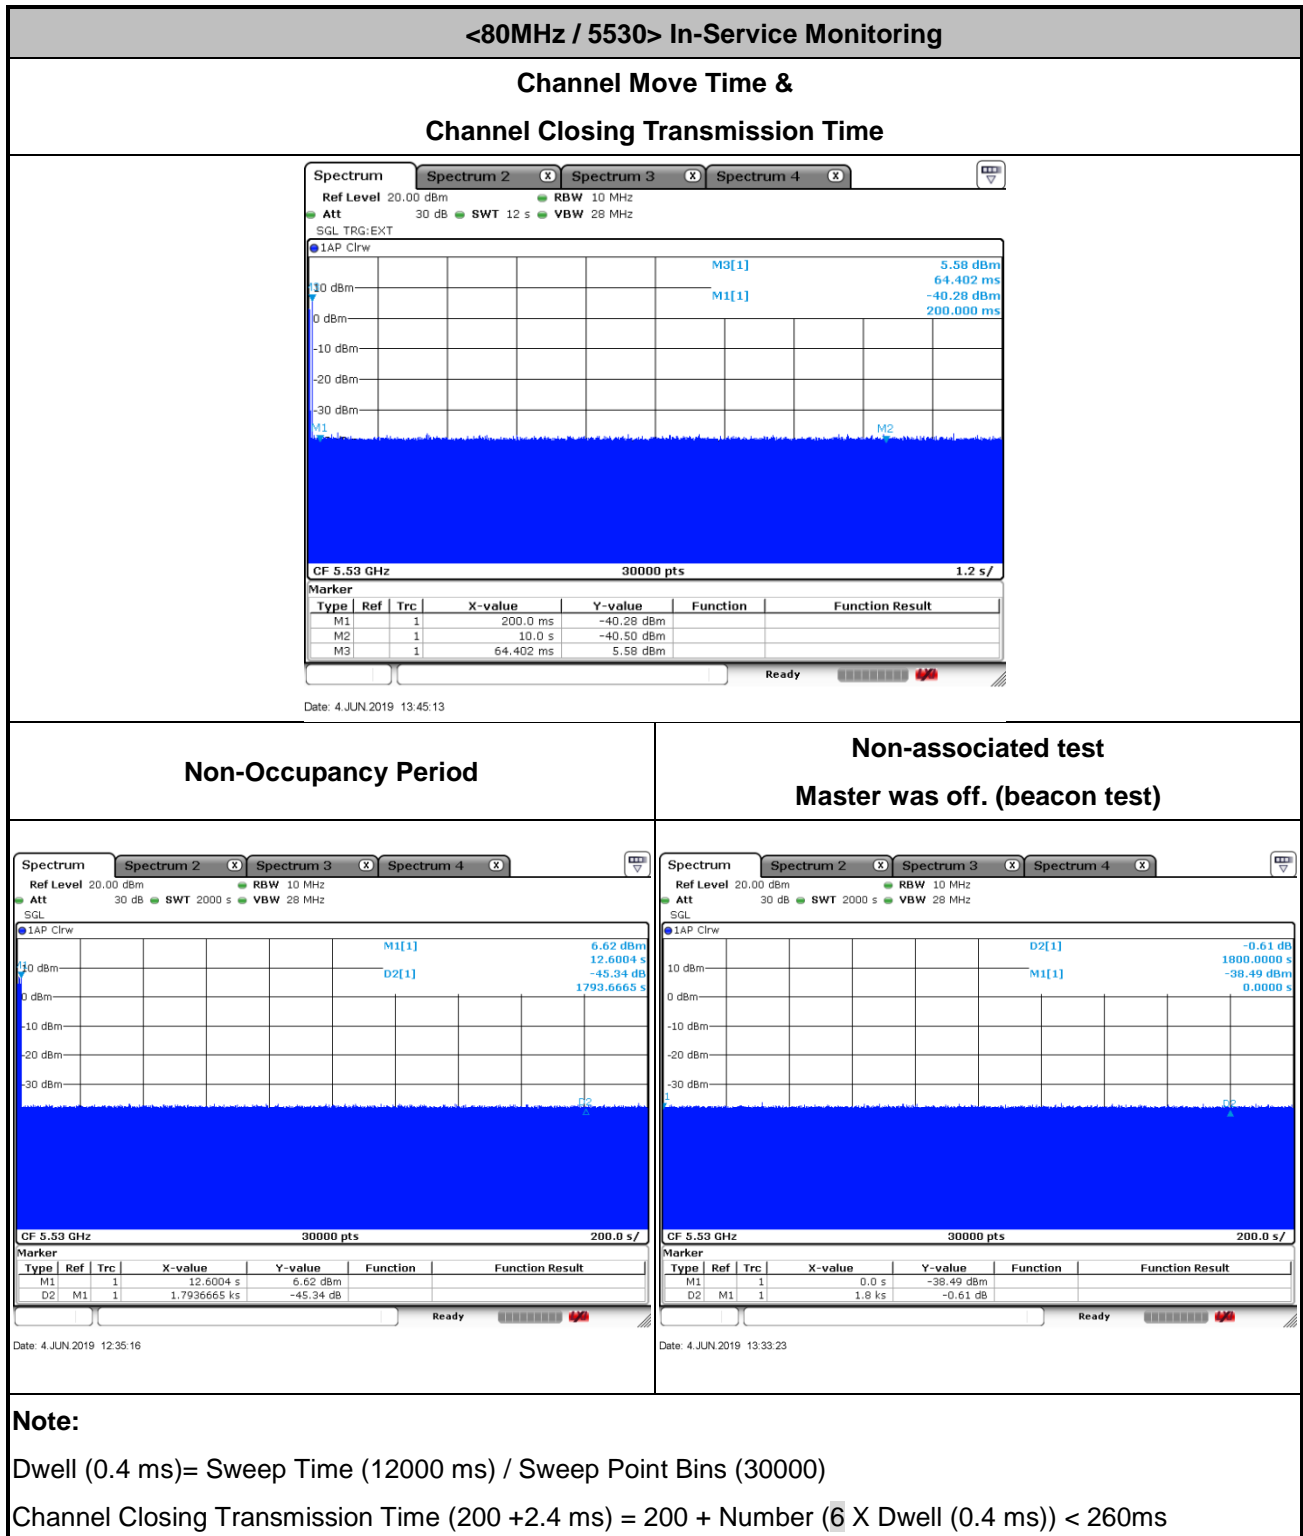 <80MHz / 5530> In-Service Monitoring
Channel Move Time &
Channel Closing Transmission Time
Spectrum Spectrum 2 X Spectrum 3 X Spectrum 4 X
Ref Level 20.00 dBm RBW 10 MHz
Att 30 dB SWT 12 s VBW 28 MHz
SGL TRG:EXT
1AP Clrw
M3[1] 5.58 dBm
64.402 ms
10 dBm
M1[1] -40.28 dBm
200.000 ms
0 dBm
-10 dBm
-20 dBm
-30 dBm
M1 M2
CF 5.53 GHz 30000 pts 1.2 s/
Marker
Type Ref Trc X-value Y-value Function Function Result
M1 1 200.0 ms -40.28 dBm
M2 1 10.0 s -40.50 dBm
M3 1 64.402 ms 5.58 dBm
Ready
Date: 4.JUN.2019 13:45:13
Non-Occupancy Period
Non-associated test
Master was off. (beacon test)
Spectrum Spectrum 2 X Spectrum 3 X Spectrum 4 X
Ref Level 20.00 dBm RBW 10 MHz
Att 30 dB SWT 2000 s VBW 28 MHz
SGL
1AP Clrw
M1[1] 6.62 dBm
12.6004 s
10 dBm
D2[1] -45.34 dB
1793.6665 s
0 dBm
-10 dBm
-20 dBm
-30 dBm
D2
CF 5.53 GHz 30000 pts 200.0 s/
Marker
Type Ref Trc X-value Y-value Function Function Result
M1 1 12.6004 s 6.62 dBm
D2 M1 1 1.7936665 ks -45.34 dB
Ready
Date: 4.JUN.2019 12:35:16
Spectrum Spectrum 2 X Spectrum 3 X Spectrum 4 X
Ref Level 20.00 dBm RBW 10 MHz
Att 30 dB SWT 2000 s VBW 28 MHz
SGL
1AP Clrw
D2[1] -0.61 dB
1800.0000 s
10 dBm
M1[1] -38.49 dBm
0.0000 s
0 dBm
-10 dBm
-20 dBm
-30 dBm
1 D2
CF 5.53 GHz 30000 pts 200.0 s/
Marker
Type Ref Trc X-value Y-value Function Function Result
M1 1 0.0 s -38.49 dBm
D2 M1 1 1.8 ks -0.61 dB
Ready
Date: 4.JUN.2019 13:33:23
Note:
Dwell (0.4 ms)= Sweep Time (12000 ms) / Sweep Point Bins (30000)
Channel Closing Transmission Time (200 +2.4 ms) = 200 + Number (6 X Dwell (0.4 ms)) < 260ms